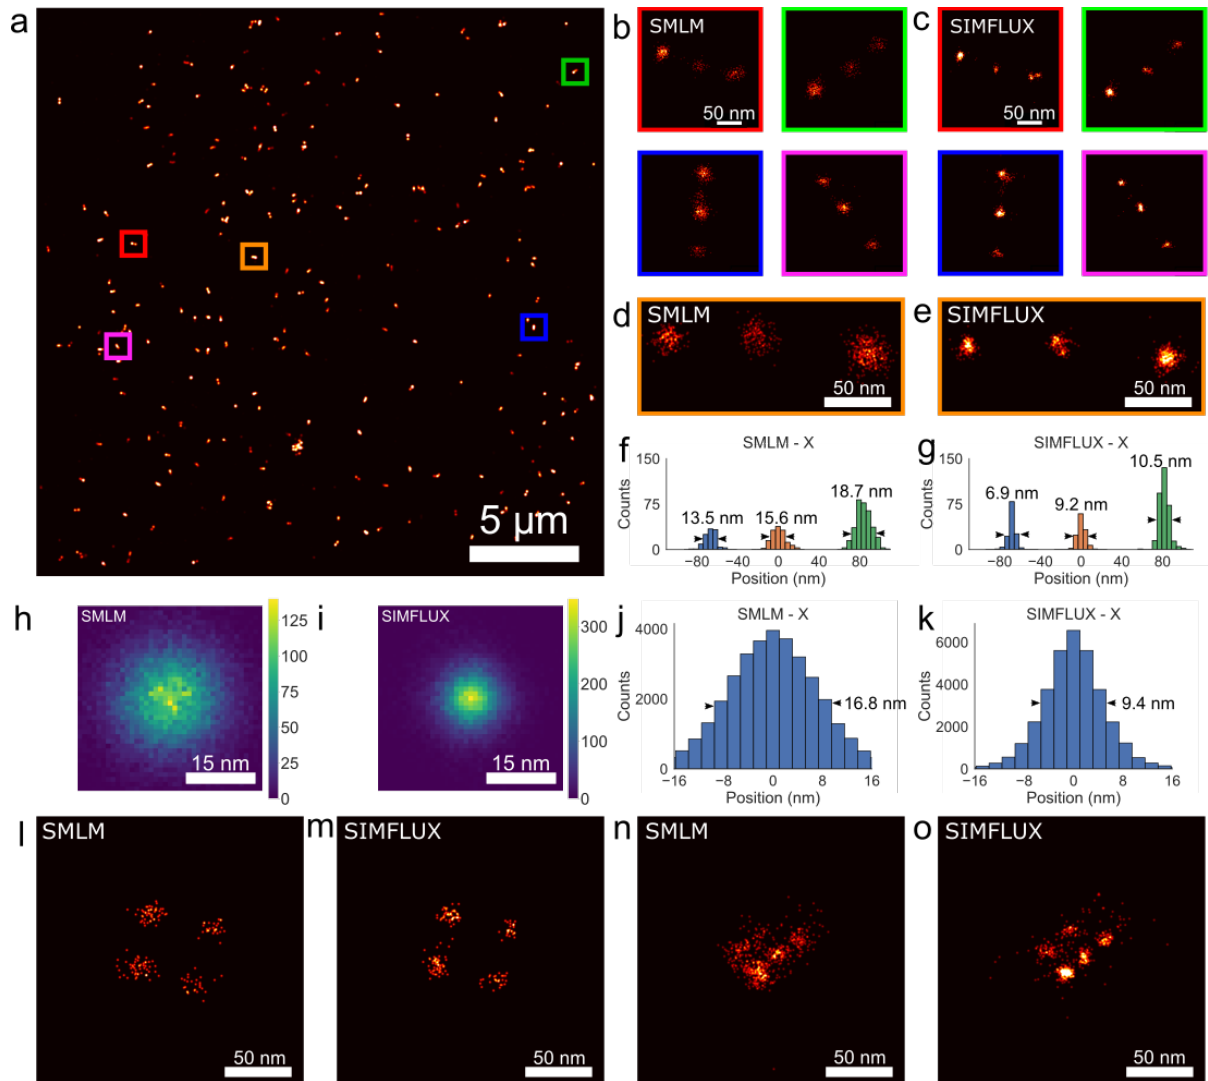 a
5 μm
b
SMLM
50 nm
c
SIMFLUX
50 nm
d
SMLM
50 nm
e
SIMFLUX
50 nm
f
SMLM - X
150
75
0
Counts
13.5 nm
15.6 nm
18.7 nm
−80
−40
0
40
80
Position (nm)
g
SIMFLUX - X
150
75
0
6.9 nm
9.2 nm
10.5 nm
−80
−40
0
40
80
Position (nm)
h
SMLM
15 nm
125
100
75
50
25
0
i
SIMFLUX
15 nm
300
200
100
0
j
SMLM - X
4000
2000
0
Counts
16.8 nm
−16
−8
0
8
16
Position (nm)
k
SIMFLUX - X
6000
4000
2000
0
Counts
9.4 nm
−16
−8
0
8
16
Position (nm)
l
SMLM
50 nm
m
SIMFLUX
50 nm
n
SMLM
50 nm
o
SIMFLUX
50 nm